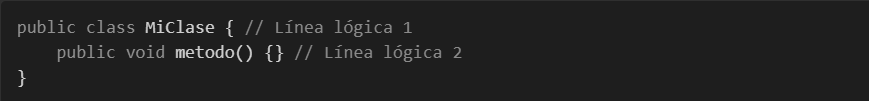 public class MiClase { // Línea lógica 1
    public void metodo() {} // Línea lógica 2
}